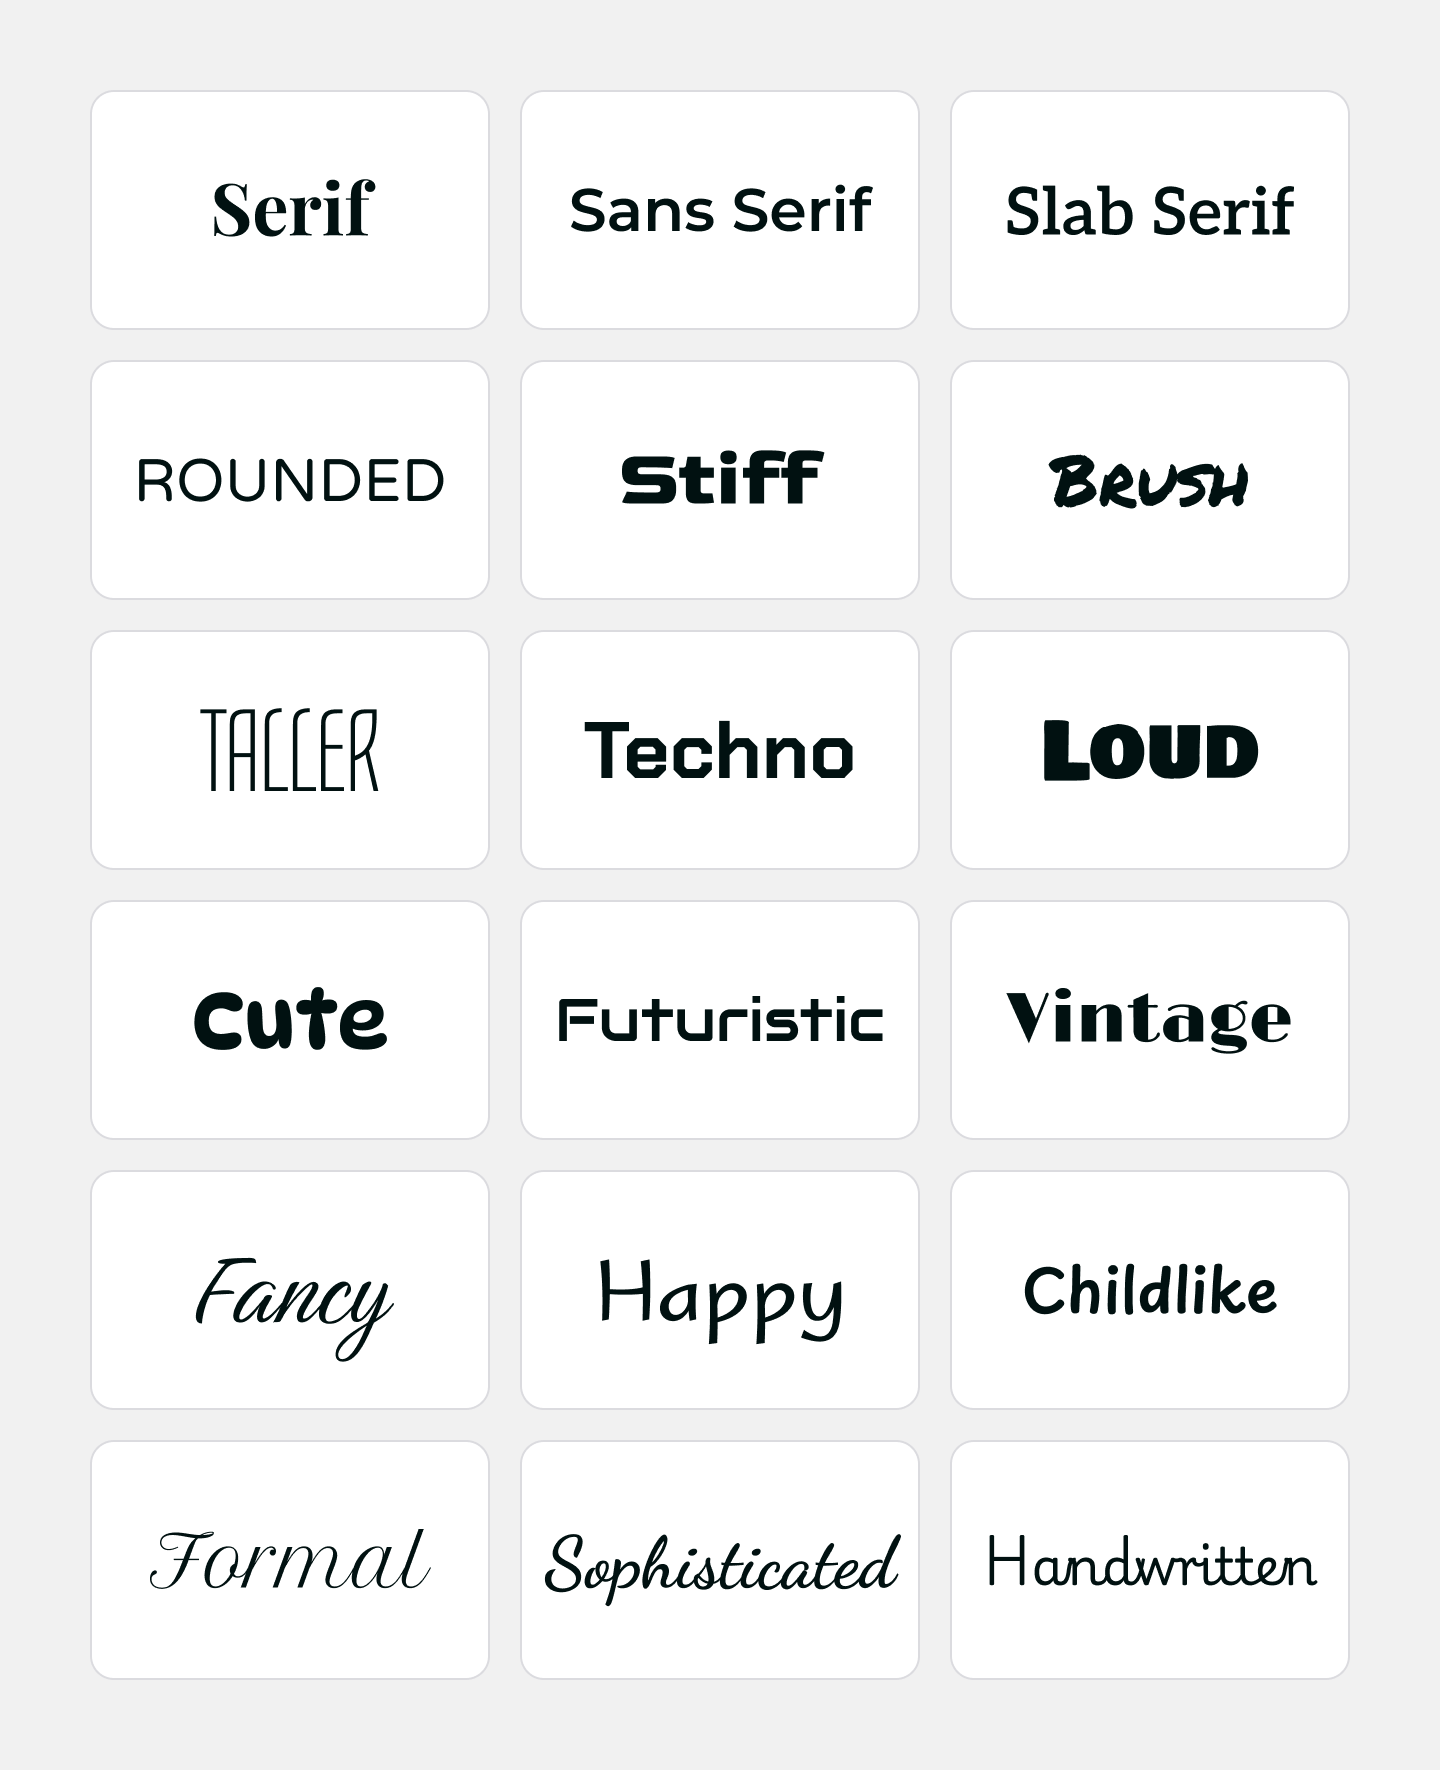 Serif
Sans Serif
Slab Serif
ROUNDED
Stiff
BRUSH
TALLER
Techno
LOUD
Cute
Futuristic
Vintage
Fancy
Happy
Childlike
Formal
Sophisticated
Handwritten